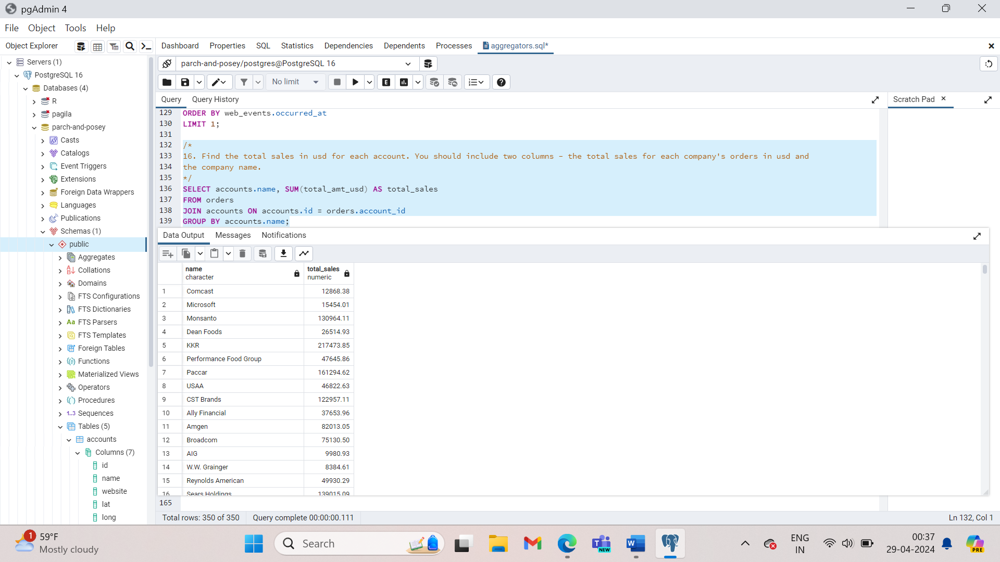 pgAdmin 4
File Object Tools Help
Object Explorer
Dashboard Properties SQL Statistics Dependencies Dependents Processes aggregators.sql*
Servers (1)
PostgreSQL 16
Databases (4)
R
pagila
parch-and-posey
Casts
Catalogs
Event Triggers
Extensions
Foreign Data Wrappers
Languages
Publications
Schemas (1)
public
Aggregates
Collations
Domains
FTS Configurations
FTS Dictionaries
Aa FTS Parsers
FTS Templates
Foreign Tables
Functions
Materialized Views
Operators
Procedures
1..3 Sequences
Tables (5)
accounts
Columns (7)
id
name
website
lat
long
parch-and-posey/postgres@PostgreSQL 16
No limit
E
Query Query History
Scratch Pad
129 ORDER BY web_events.occurred_at
130 LIMIT 1;
131
132 /*
133 16. Find the total sales in usd for each account. You should include two columns - the total sales for each company's orders in usd and
134 the company name.
135 */
136 SELECT accounts.name, SUM(total_amt_usd) AS total_sales
137 FROM orders
138 JOIN accounts ON accounts.id = orders.account_id
139 GROUP BY accounts.name;
Data Output Messages Notifications
name total_sales
character numeric
1 Comcast 12868.38
2 Microsoft 15454.01
3 Monsanto 130964.11
4 Dean Foods 26514.93
5 KKR 217473.85
6 Performance Food Group 47645.86
7 Paccar 161294.62
8 USAA 46822.63
9 CST Brands 122957.11
10 Ally Financial 37653.96
11 Amgen 82013.05
12 Broadcom 75130.50
13 AIG 9980.93
14 W.W. Grainger 8384.61
15 Reynolds American 49930.29
16 Sears Holdings 139015.09
165
Total rows: 350 of 350 Query complete 00:00:00.111
Ln 132, Col 1
1
59°F
Mostly cloudy
Search
T
NEW
W
ENG
IN
00:37
29-04-2024
PRE